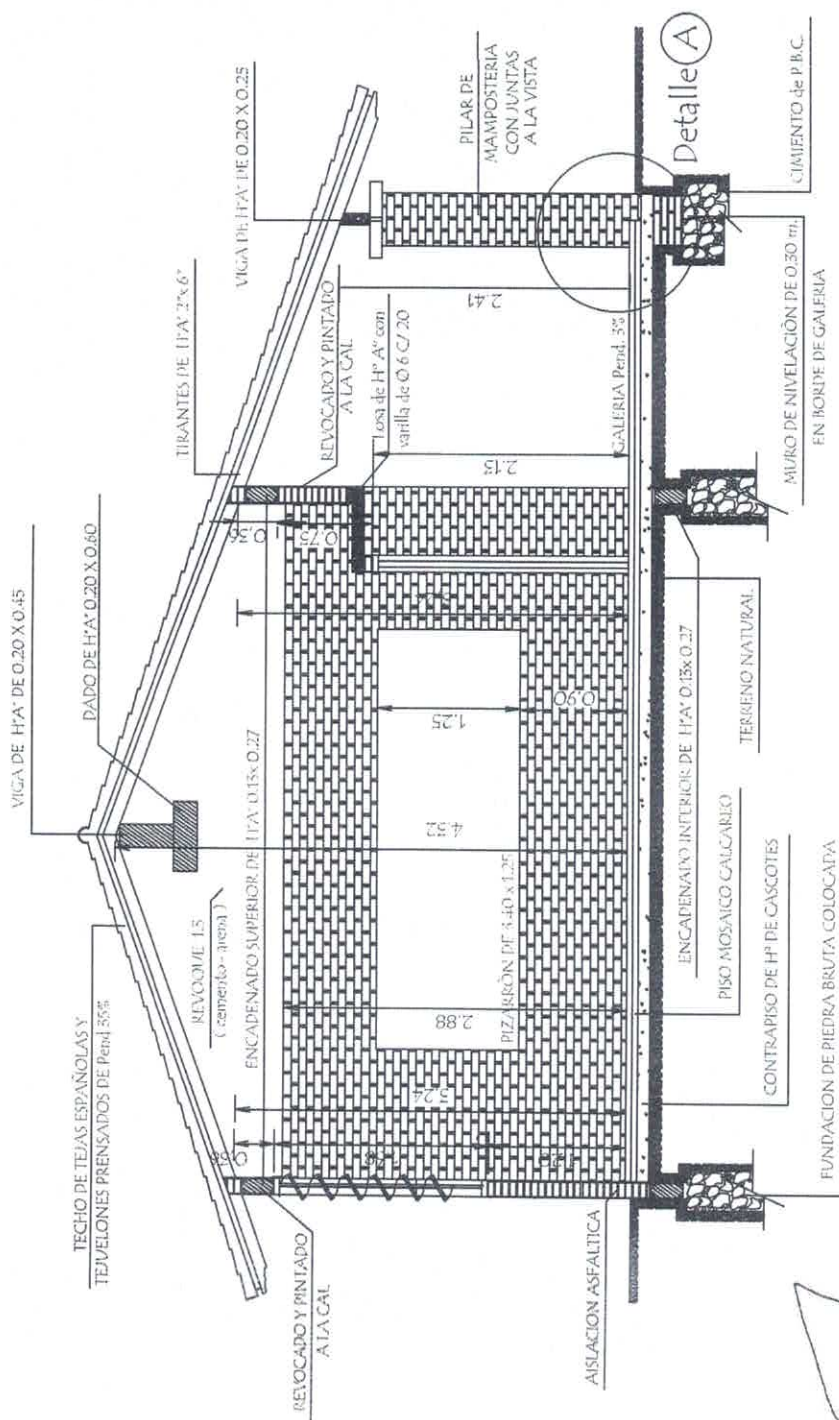 TECHO DE TEJAS ESPAÑOLAS Y
TEJUELONES PRENSADOS DE Pend 35%
VIGA DE H°A° DE 0.20 X 0.45
DADO DE H°A° 0.20 X 0.60
TIRANTES DE H°A° 2"x 6"
VIGA DE H°A° DE 0.20 X 0.25
REVOQUE 1.3
( cemento - arena )
ENCADENADO SUPERIOR DE H°A° 0.13x 0.27
REVOCADO Y PINTADO
A LA CAL
REVOCADO Y PINTADO
A LA CAL
Losa de H° A° con
varilla de Ø 6 C/ 20
PILAR DE
MAMPOSTERIA
CON JUNTAS
A LA VISTA
0.36
0.75
2.41
2.13
1.25
0.90
4.32
2.88
3.24
0.58
PIZARRÓN DE 3.40 x 1.25
GALERIA Pend. 3%
Detalle A
AISLACION ASFALTICA
CIMIENTO de P.B.C.
MURO DE NIVELACIÓN DE 0.30 m.
EN BORDE DE GALERIA
TERRENO NATURAL
ENCADENADO INFERIOR DE H°A° 0.13x 0.27
PISO MOSAICO CALCAREO
CONTRAPISO DE Hº DE CASCOTES
FUNDACION DE PIEDRA BRUTA COLOCADA